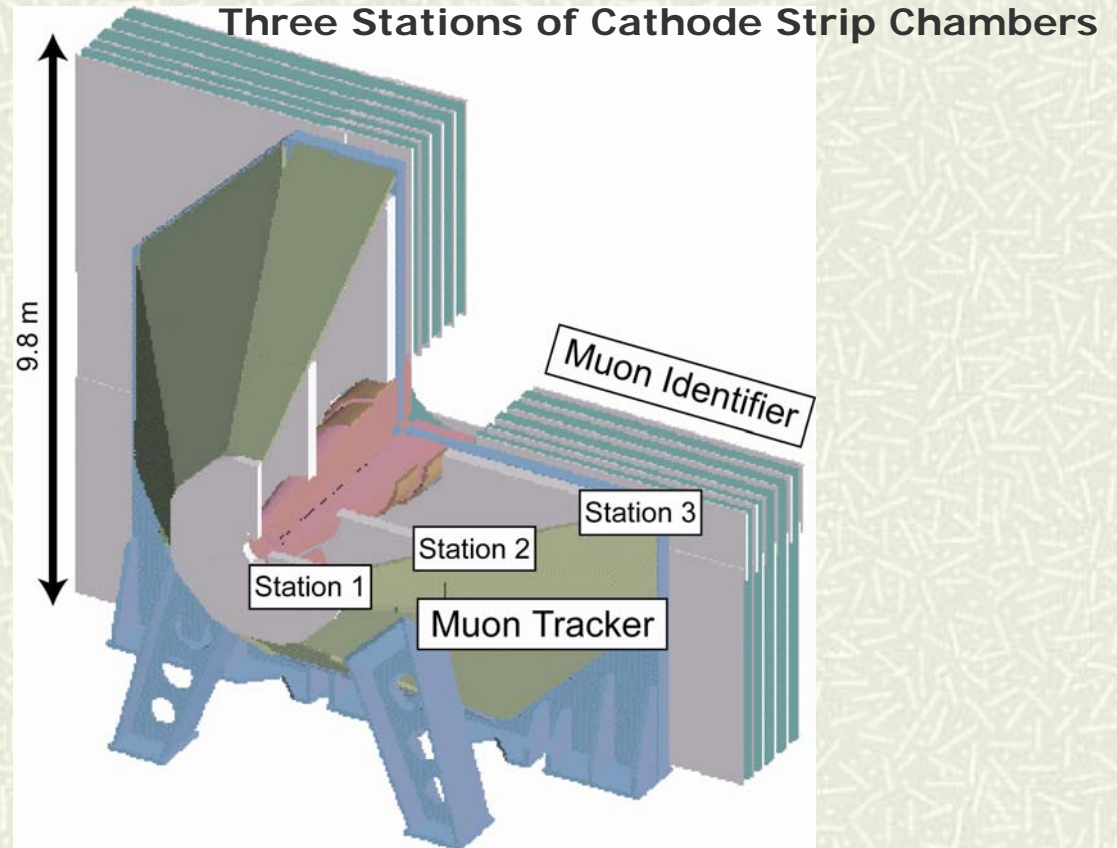 Three Stations of Cathode Strip Chambers
9.8 m
Muon Identifier
Station 3
Station 2
Station 1
Muon Tracker